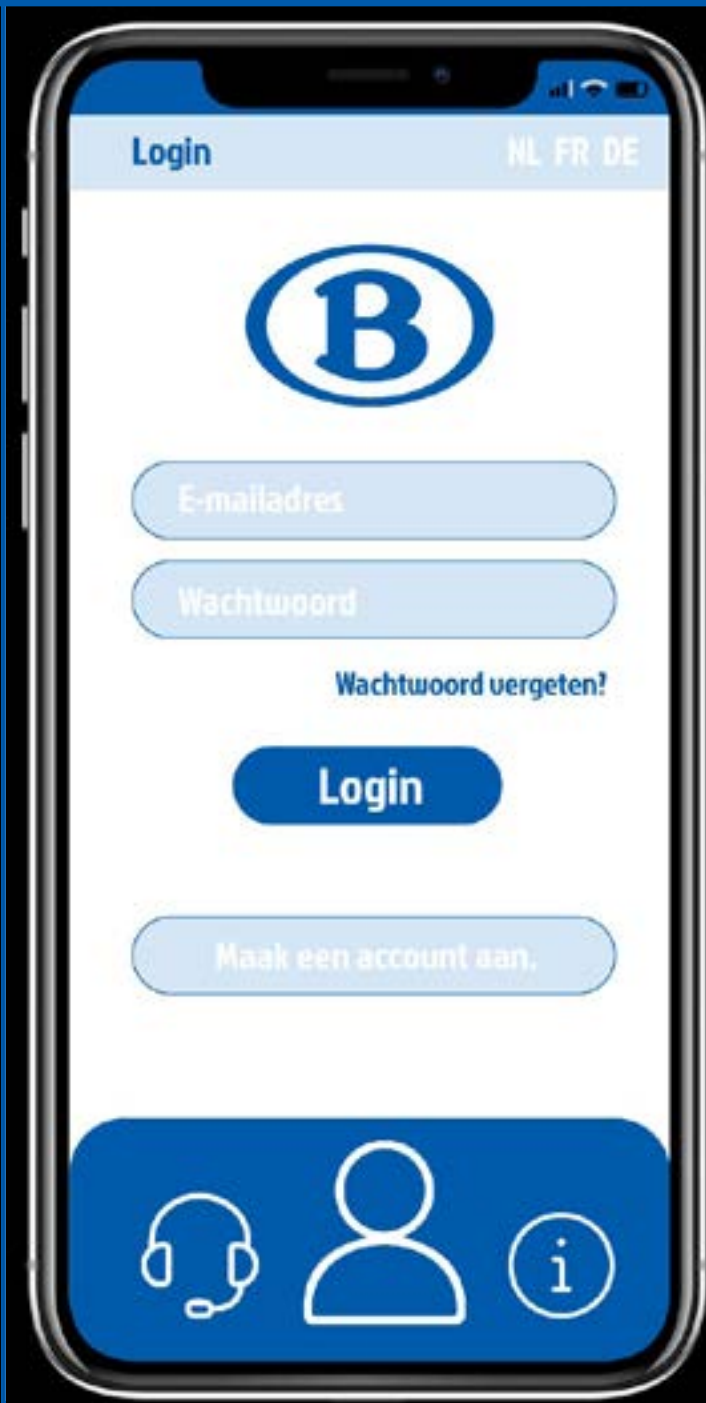 Login NL FR DE
B
E-mailadres
Wachtwoord
Wachtwoord vergeten?
Login
Maak een account aan.
i